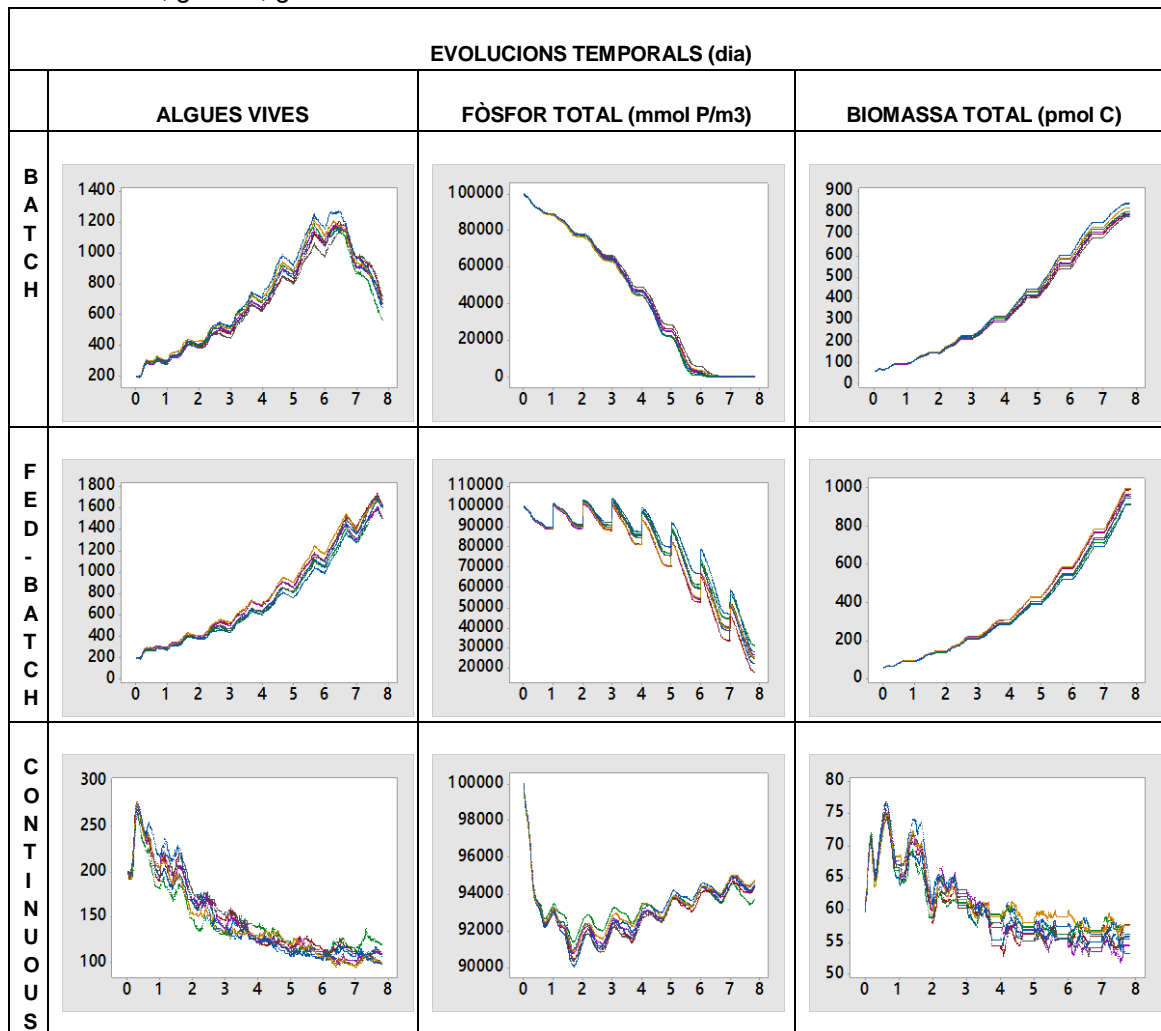 EVOLUCIONS TEMPORALS (dia)
ALGUES VIVES
FÒSFOR TOTAL (mmol P/m3)
BIOMASSA TOTAL (pmol C)
B
A
T
C
H
1400
1200
1000
800
600
400
200
0 1 2 3 4 5 6 7 8
100000
80000
60000
40000
20000
0
0 1 2 3 4 5 6 7 8
900
800
700
600
500
400
300
200
100
0
0 1 2 3 4 5 6 7 8
F
E
D
-
B
A
T
C
H
1800
1600
1400
1200
1000
800
600
400
200
0
0 1 2 3 4 5 6 7 8
110000
100000
90000
80000
70000
60000
50000
40000
30000
20000
0 1 2 3 4 5 6 7 8
1000
800
600
400
200
0
0 1 2 3 4 5 6 7 8
C
O
N
T
I
N
U
O
U
S
300
250
200
150
100
0 1 2 3 4 5 6 7 8
100000
98000
96000
94000
92000
90000
0 1 2 3 4 5 6 7 8
80
75
70
65
60
55
50
0 1 2 3 4 5 6 7 8